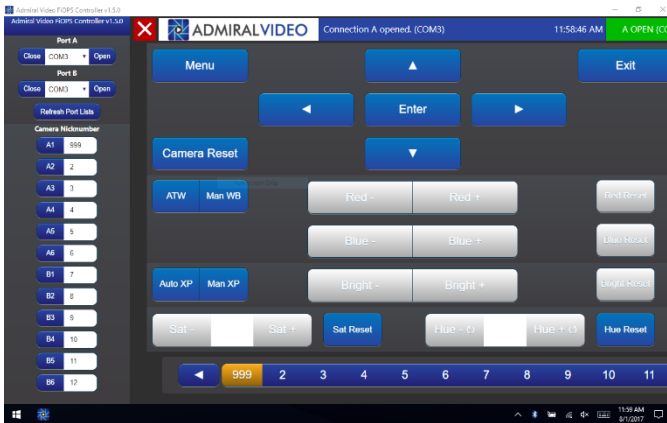 Admiral Video FiOPS Controller v1.5.0
Admiral Video FiOPS Controller v1.5.0
Port A
Close COM3 Open
Port B
Close COM3 Open
Refresh Port Lists
Camera Nicknumber
A1 999
A2 2
A3 3
A4 4
A5 5
A6 6
B1 7
B2 8
B3 9
B4 10
B5 11
B6 12
ADMIRALVIDEO Connection A opened. (COM3) 11:58:46 AM A OPEN (CO
Menu Exit
Enter
Camera Reset
ATW Man WB Red - Red + Red Reset
Blue - Blue + Blue Reset
Auto XP Man XP Bright - Bright + Bright Reset
Sat - Sat + Sat Reset Hue - Hue + Hue Reset
999 2 3 4 5 6 7 8 9 10 11
11:59 AM
8/1/2017